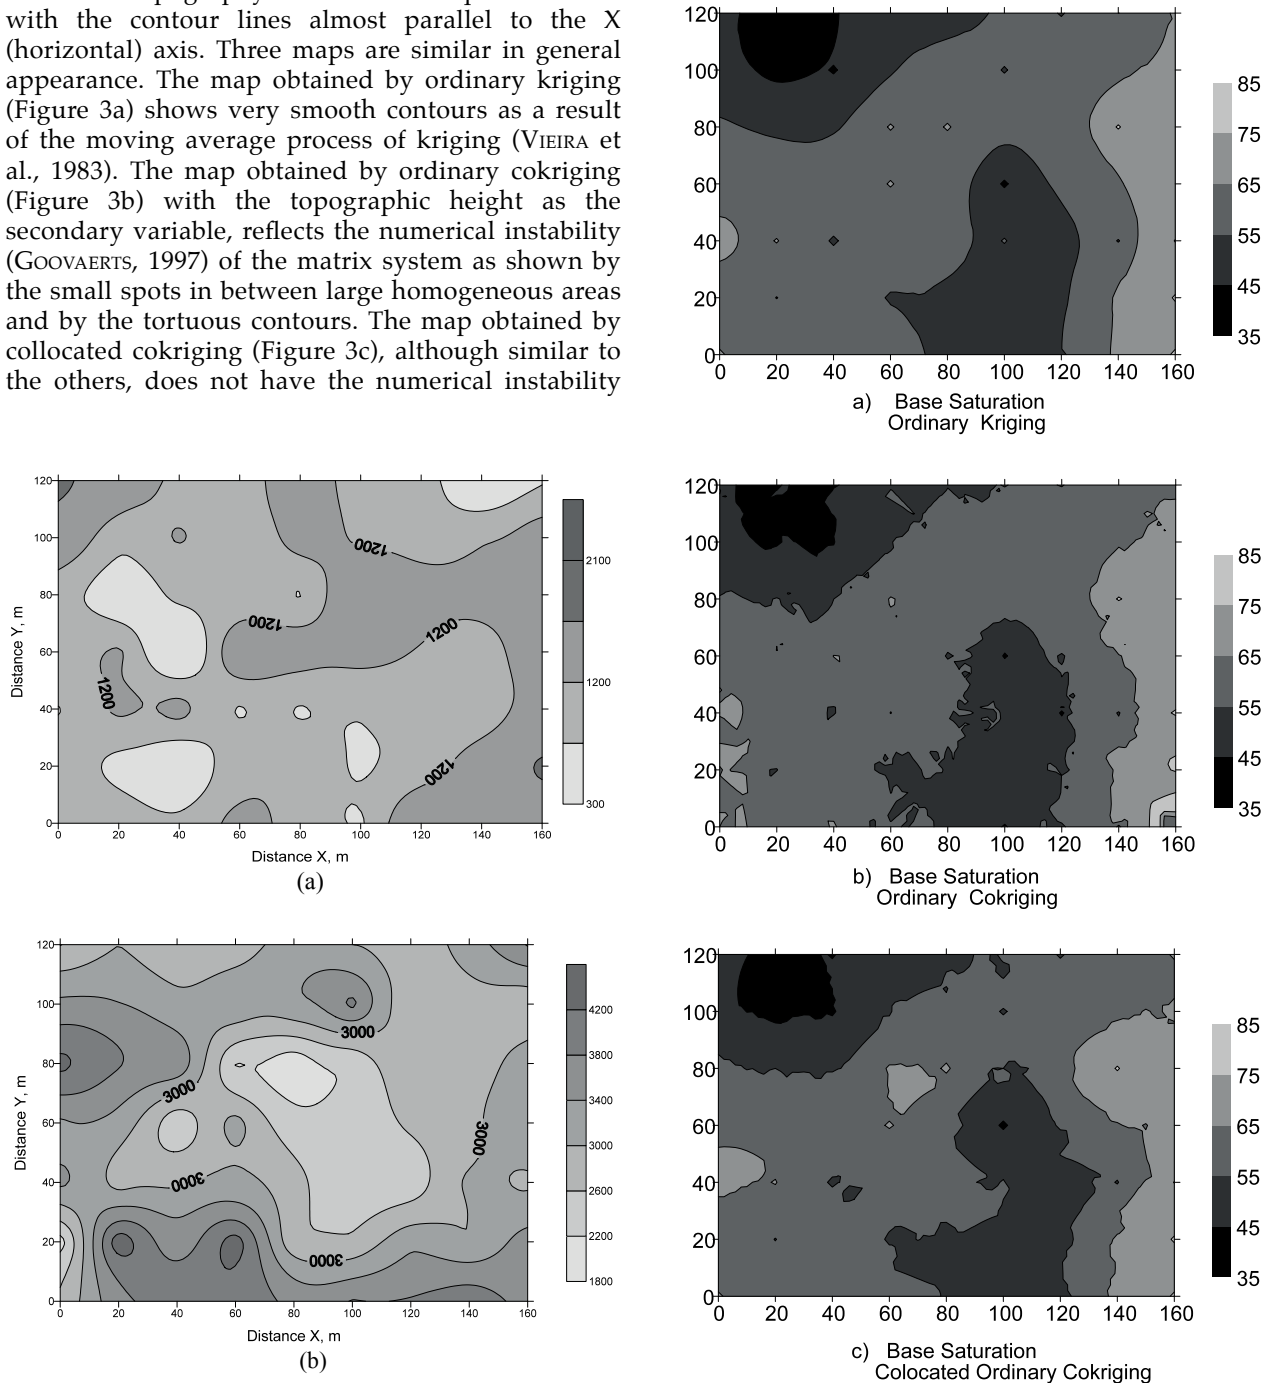 with the contour lines almost parallel to the X
(horizontal) axis. Three maps are similar in general
appearance. The map obtained by ordinary kriging
(Figure 3a) shows very smooth contours as a result
of the moving average process of kriging (VIEIRA et
al., 1983). The map obtained by ordinary cokriging
(Figure 3b) with the topographic height as the
secondary variable, reflects the numerical instability
(GOOVAERTS, 1997) of the matrix system as shown by
the small spots in between large homogeneous areas
and by the tortuous contours. The map obtained by
collocated cokriging (Figure 3c), although similar to
the others, does not have the numerical instability
120
100
80
60
40
20
0
Distance Y, m
1200
1200
1200
1200
1200
0 20 40 60 80 100 120 140 160
Distance X, m
2100
1200
300
(a)
120
100
80
60
40
20
0
Distance Y, m
3000
3000
3000
3000
3000
0 20 40 60 80 100 120 140 160
Distance X, m
4200
3800
3400
3000
2600
2200
1800
(b)
120
100
80
60
40
20
0
0 20 40 60 80 100 120 140 160
85
75
65
55
45
35
a) Base Saturation
Ordinary Kriging
120
100
80
60
40
20
0
0 20 40 60 80 100 120 140 160
85
75
65
55
45
35
b) Base Saturation
Ordinary Cokriging
120
100
80
60
40
20
0
0 20 40 60 80 100 120 140 160
85
75
65
55
45
35
c) Base Saturation
Colocated Ordinary Cokriging